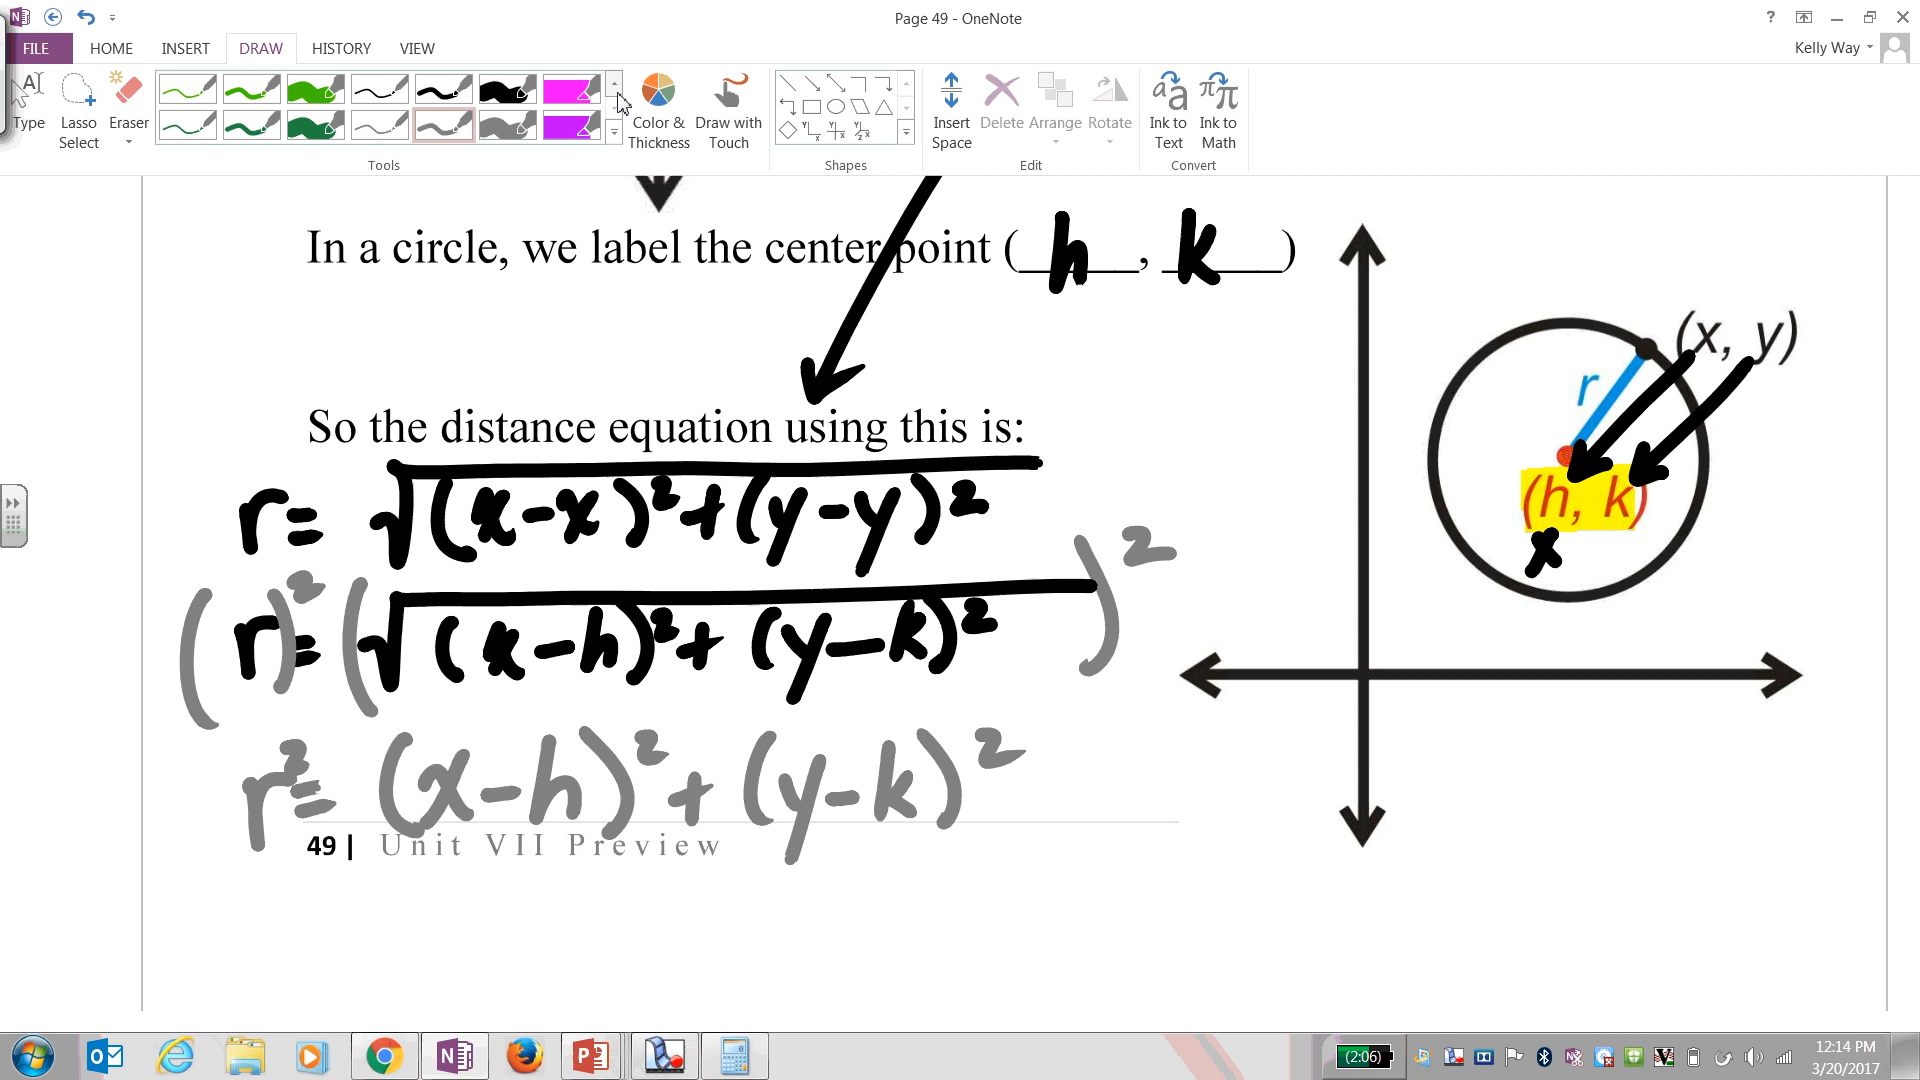 Page 49 - OneNote
?
FILE HOME INSERT DRAW HISTORY VIEW
Kelly Way
Type
Lasso Select
Eraser
Color & Thickness
Draw with Touch
Insert Space
Delete
Arrange
Rotate
Ink to Text
Ink to Math
Tools
Shapes
Edit
Convert
In a circle, we label the center point (h, k)
So the distance equation using this is:
r= √(x-x)²+(y-y)²
(r)²= (√(x-h)²+(y-k)²)²
r²= (x-h)²+(y-k)²
(x, y)
r
(h, k)
x
49 | Unit VII Preview
(2:06)
12:14 PM
3/20/2017